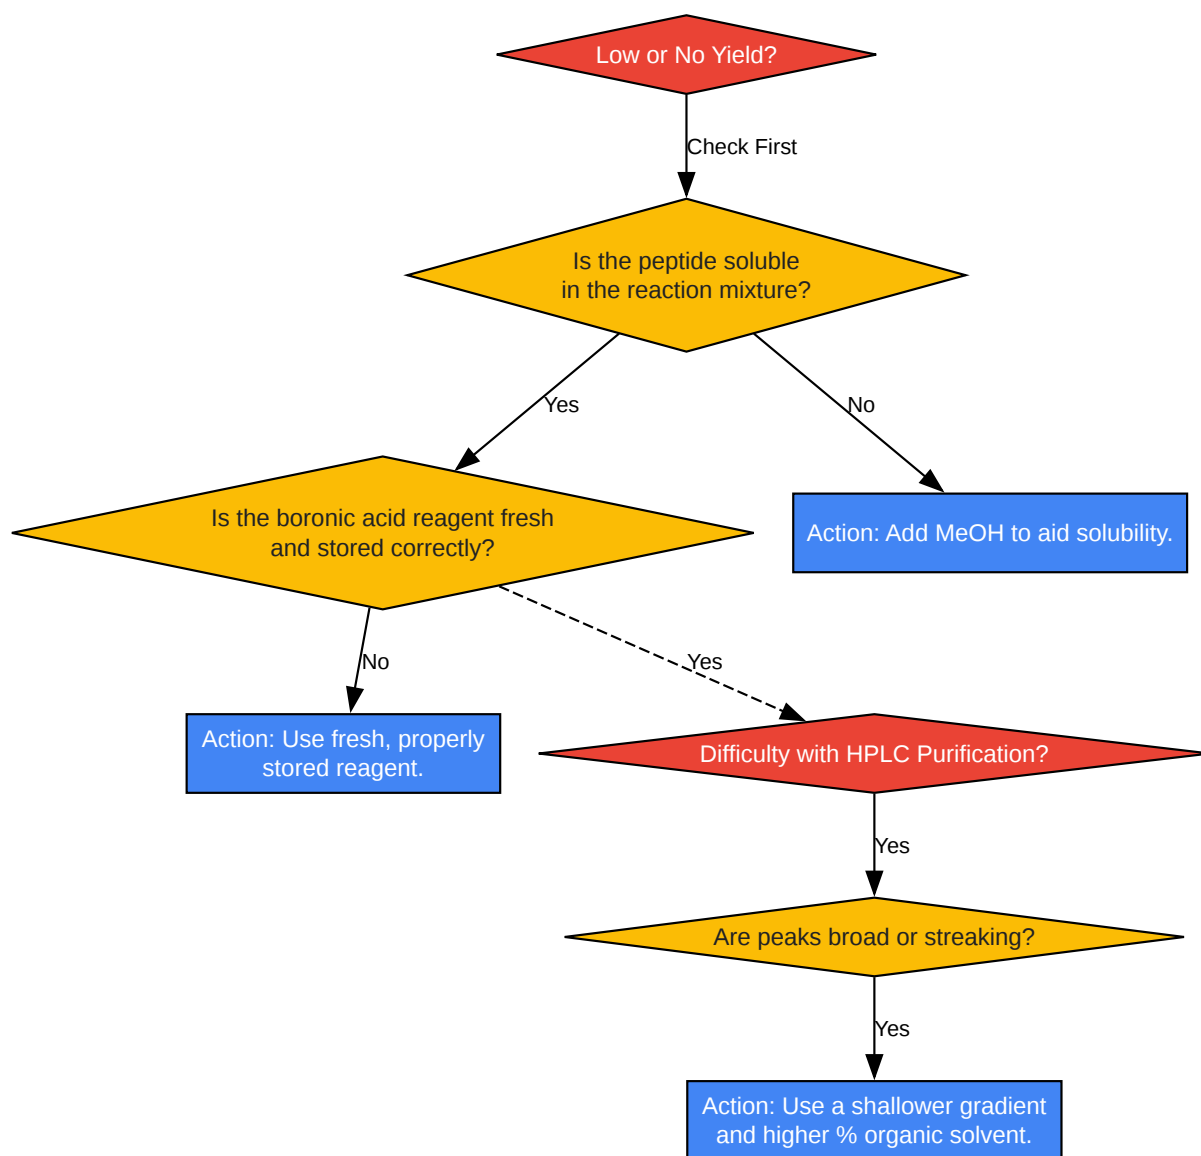 Low or No Yield?
Check First
Is the peptide soluble
in the reaction mixture?
Yes
No
Is the boronic acid reagent fresh
and stored correctly?
Action: Add MeOH to aid solubility.
No
Yes
Action: Use fresh, properly
stored reagent.
Difficulty with HPLC Purification?
Yes
Are peaks broad or streaking?
Yes
Action: Use a shallower gradient
and higher % organic solvent.